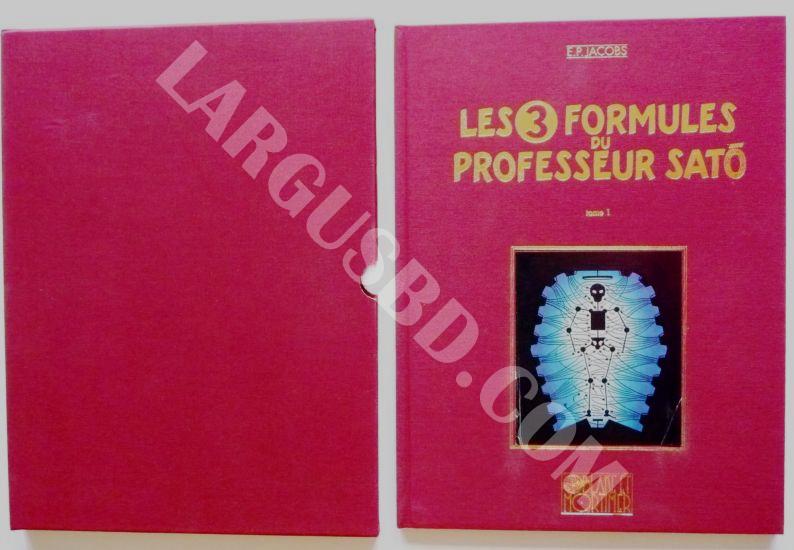 E.P. JACOBS
LES 3 FORMULES
DU
PROFESSEUR SATŌ
tome 1
BLAKE ET
MORTIMER
LARGUSBD.COM